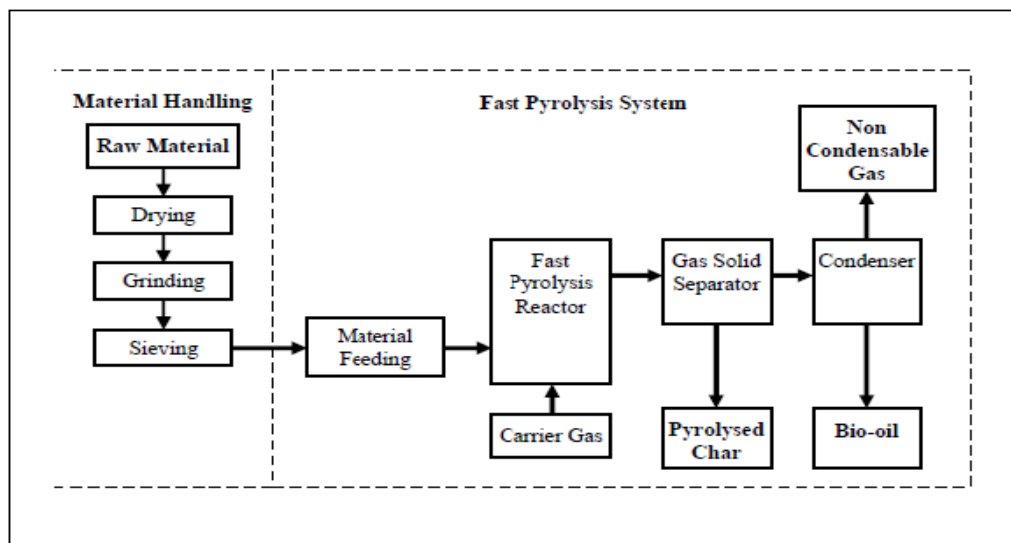 Material Handling
Raw Material
Drying
Grinding
Sieving
Fast Pyrolysis System
Material
Feeding
Fast
Pyrolysis
Reactor
Carrier Gas
Gas Solid
Separator
Pyrolysed
Char
Non
Condensable
Gas
Condenser
Bio-oil